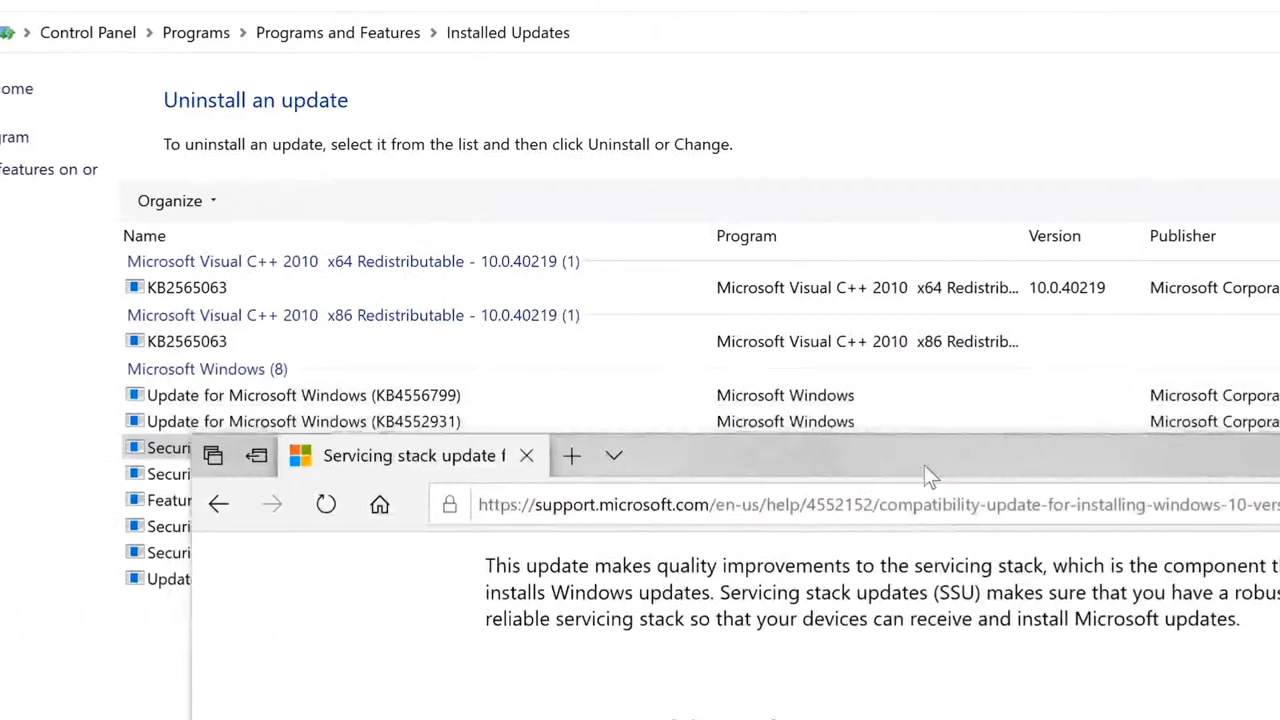 Control Panel > Programs > Programs and Features > Installed Updates
ome
Uninstall an update
gram
To uninstall an update, select it from the list and then click Uninstall or Change.
features on or
Organize
Name Program Version Publisher
Microsoft Visual C++ 2010 x64 Redistributable - 10.0.40219 (1)
KB2565063 Microsoft Visual C++ 2010 x64 Redistrib... 10.0.40219 Microsoft Corpora
Microsoft Visual C++ 2010 x86 Redistributable - 10.0.40219 (1)
KB2565063 Microsoft Visual C++ 2010 x86 Redistrib...
Microsoft Windows (8)
Update for Microsoft Windows (KB4556799) Microsoft Windows Microsoft Corpora
Update for Microsoft Windows (KB4552931) Microsoft Windows Microsoft Corpora
Securi
Securi
Featur
Securi
Securi
Updat
Servicing stack update f
https://support.microsoft.com/en-us/help/4552152/compatibility-update-for-installing-windows-10-vers
This update makes quality improvements to the servicing stack, which is the component t
installs Windows updates. Servicing stack updates (SSU) makes sure that you have a robus
reliable servicing stack so that your devices can receive and install Microsoft updates.